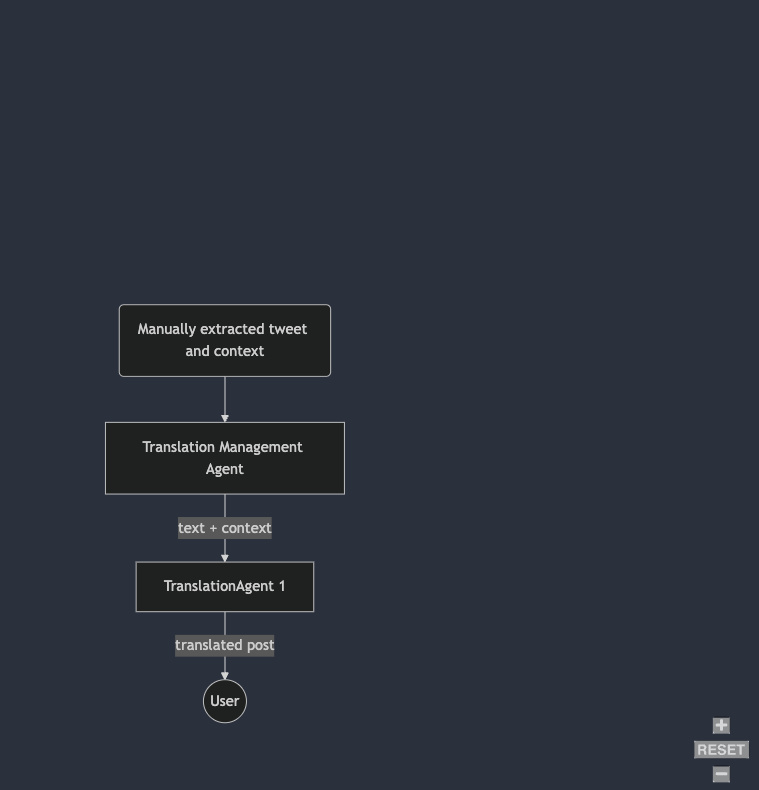 Manually extracted tweet
and context
Translation Management
Agent
text + context
TranslationAgent 1
translated post
User
+
RESET
−